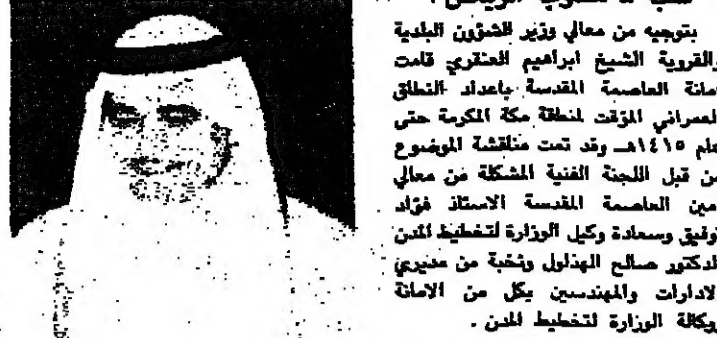 بتوجيه من معالي وزير الشؤون البلدية
والقروية الشيخ ابراهيم العنقري قامت
امانة العاصمة المقدسة باعداد النطاق
العمراني المؤقت لمنطقة مكة المكرمة حتى
عام ١٤١٥هـ وقد تمت مناقشة الموضوع
من قبل اللجنة الفنية المشكلة من معالي
امين العاصمة المقدسة الاستاذ فؤاد
توفيق وسعادة وكيل الوزارة لتخطيط المدن
الدكتور صالح الهذلول ونخبة من مديري
الادارات والمهندسين بكل من الامانة
ووكالة الوزارة لتخطيط المدن .